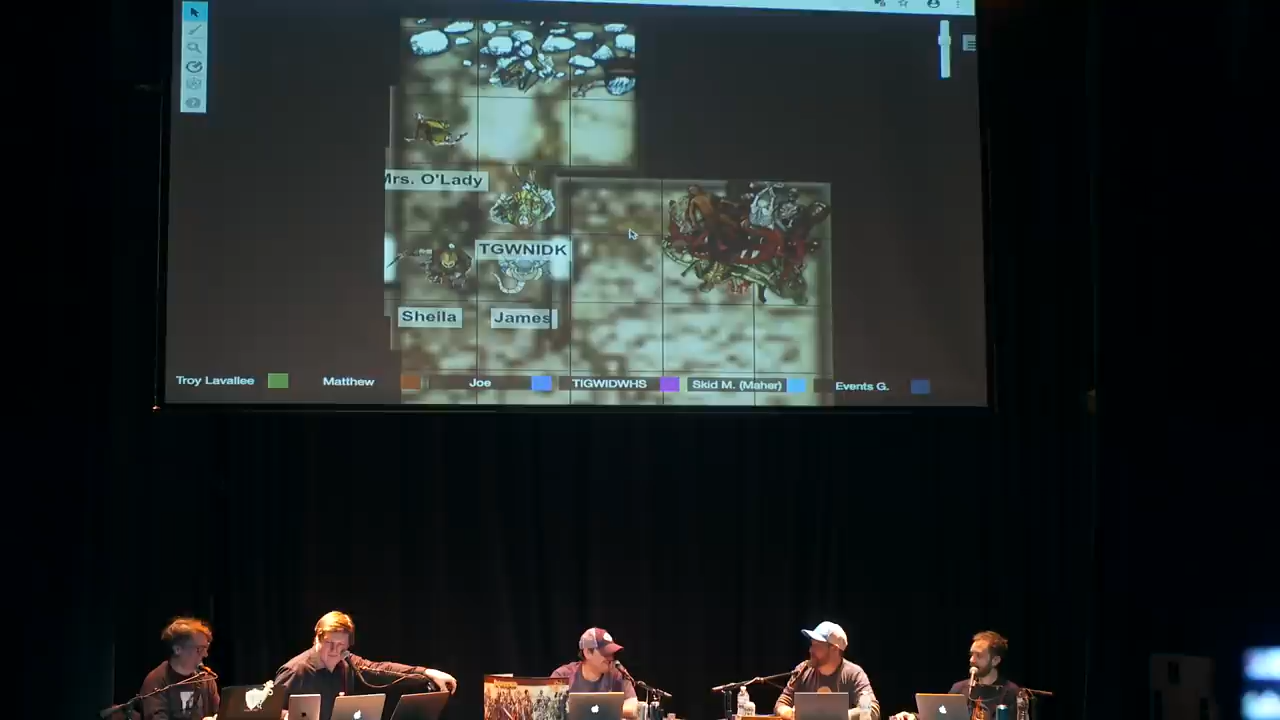 Mrs. O'Lady
TGWNIDK
Sheila
James
Troy Lavallee
Matthew
Joe
TIGWIDWHS
Skid M. (Maher)
Events G.